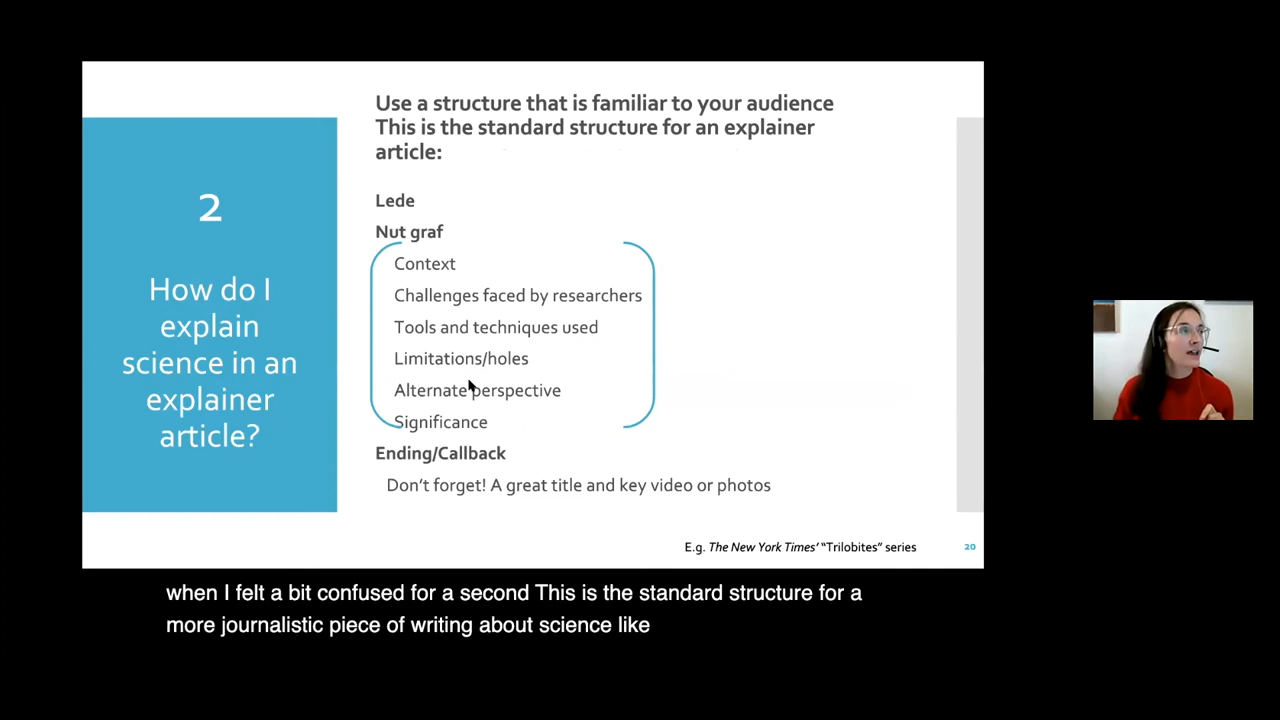 2
How do I
explain
science in an
explainer
article?
Use a structure that is familiar to your audience
This is the standard structure for an explainer
article:
Lede
Nut graf
Context
Challenges faced by researchers
Tools and techniques used
Limitations/holes
Alternate perspective
Significance
Ending/Callback
Don’t forget! A great title and key video or photos
E.g. The New York Times’ “Trilobites” series
20
when I felt a bit confused for a second This is the standard structure for a
more journalistic piece of writing about science like